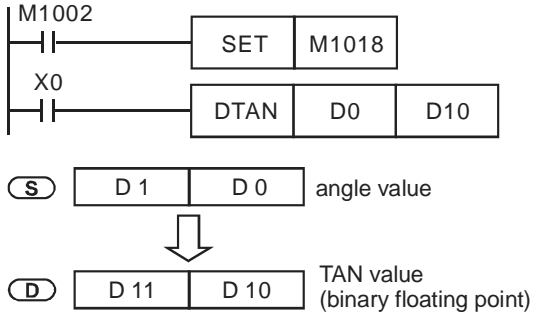 M1002
SET M1018
X0
DTAN D0 D10
S D 1 D 0 angle value
D D 11 D 10 TAN value
(binary floating point)